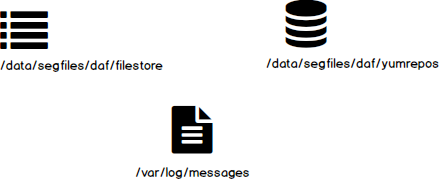 /data/segfiles/daf/filestore
/data/segfiles/daf/yumrepos
/var/log/messages